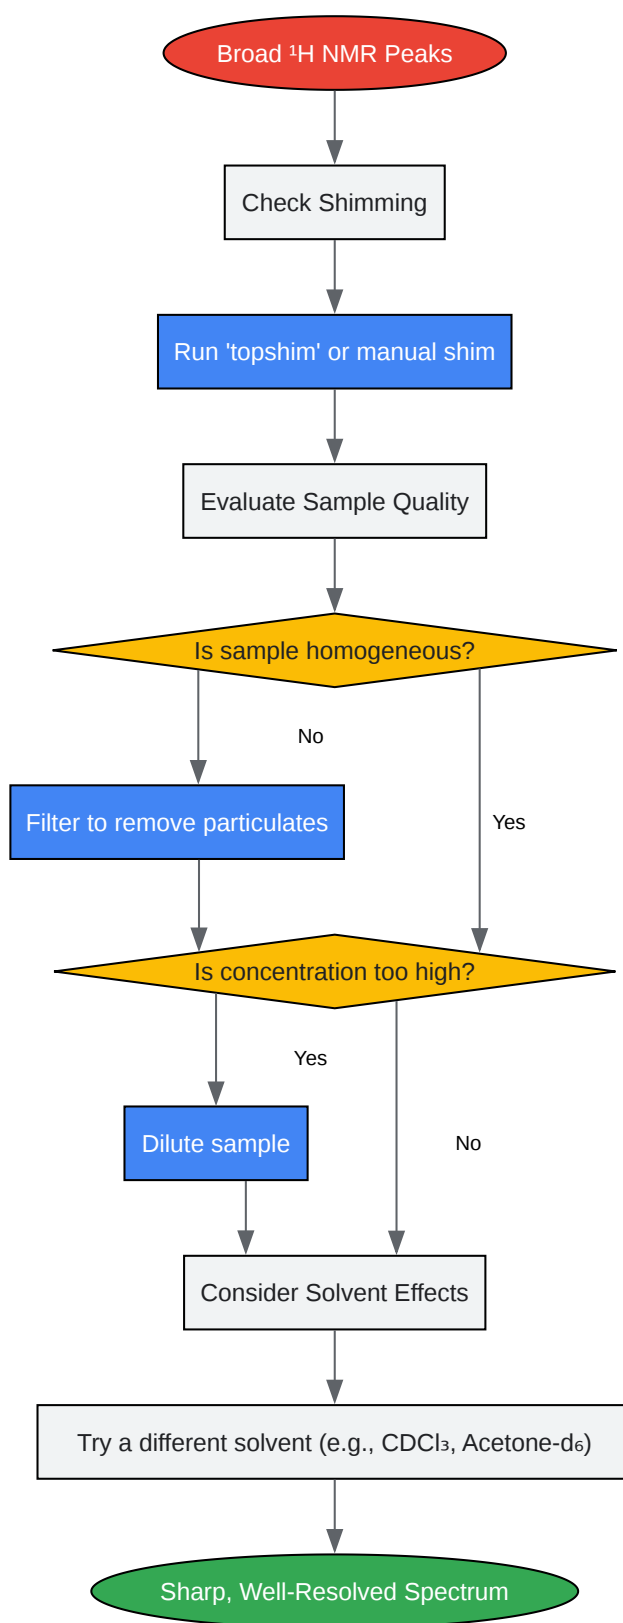 Broad ¹H NMR Peaks
Check Shimming
Run 'topshim' or manual shim
Evaluate Sample Quality
Is sample homogeneous?
No
Filter to remove particulates
Yes
Is concentration too high?
Yes
Dilute sample
No
Consider Solvent Effects
Try a different solvent (e.g., CDCl₃, Acetone-d₆)
Sharp, Well-Resolved Spectrum